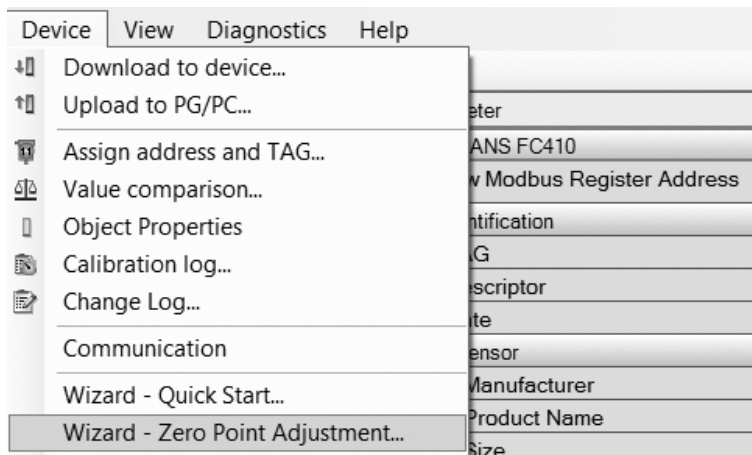 Device View Diagnostics Help
Download to device...
Upload to PG/PC...
Assign address and TAG...
Value comparison...
Object Properties
Calibration log...
Change Log...
Communication
Wizard - Quick Start...
Wizard - Zero Point Adjustment...
eter
ANS FC410
w Modbus Register Address
ntification
AG
escriptor
te
ensor
Manufacturer
Product Name
Size